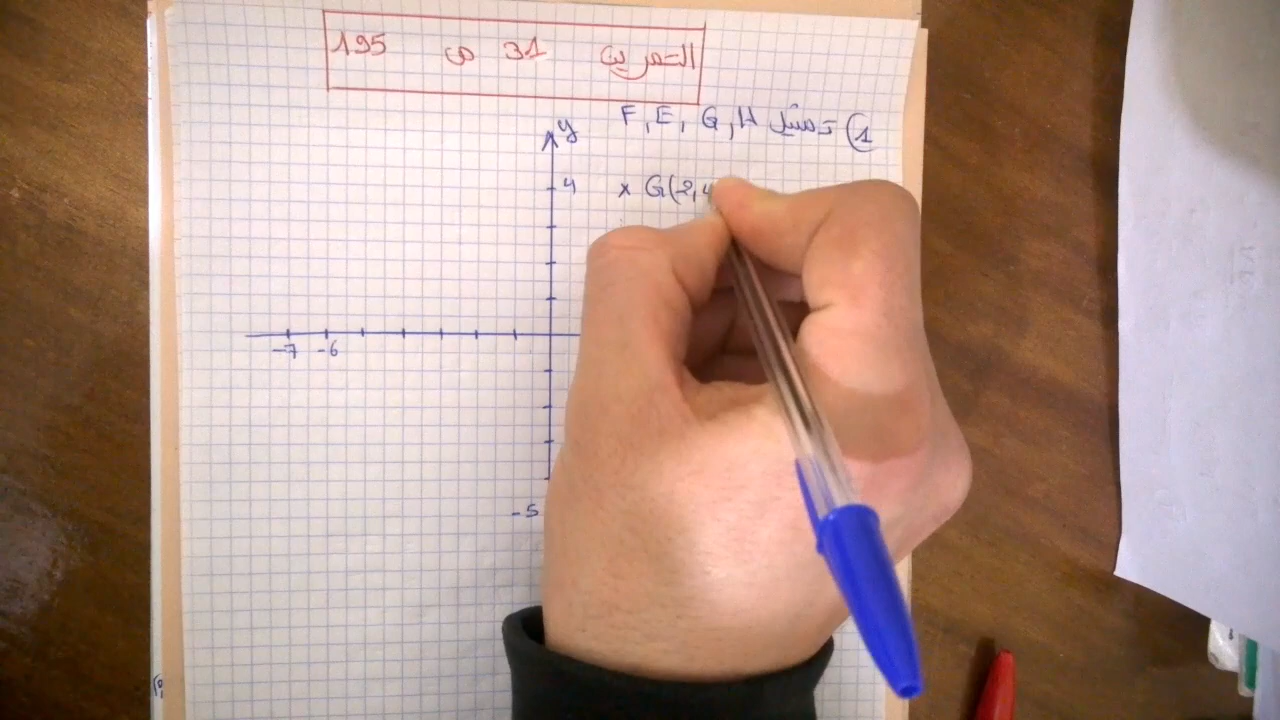 التمرين 31 ص 195
① تمثيل F, E, G, H
y
4 × G(2,4
-7 -6
-5